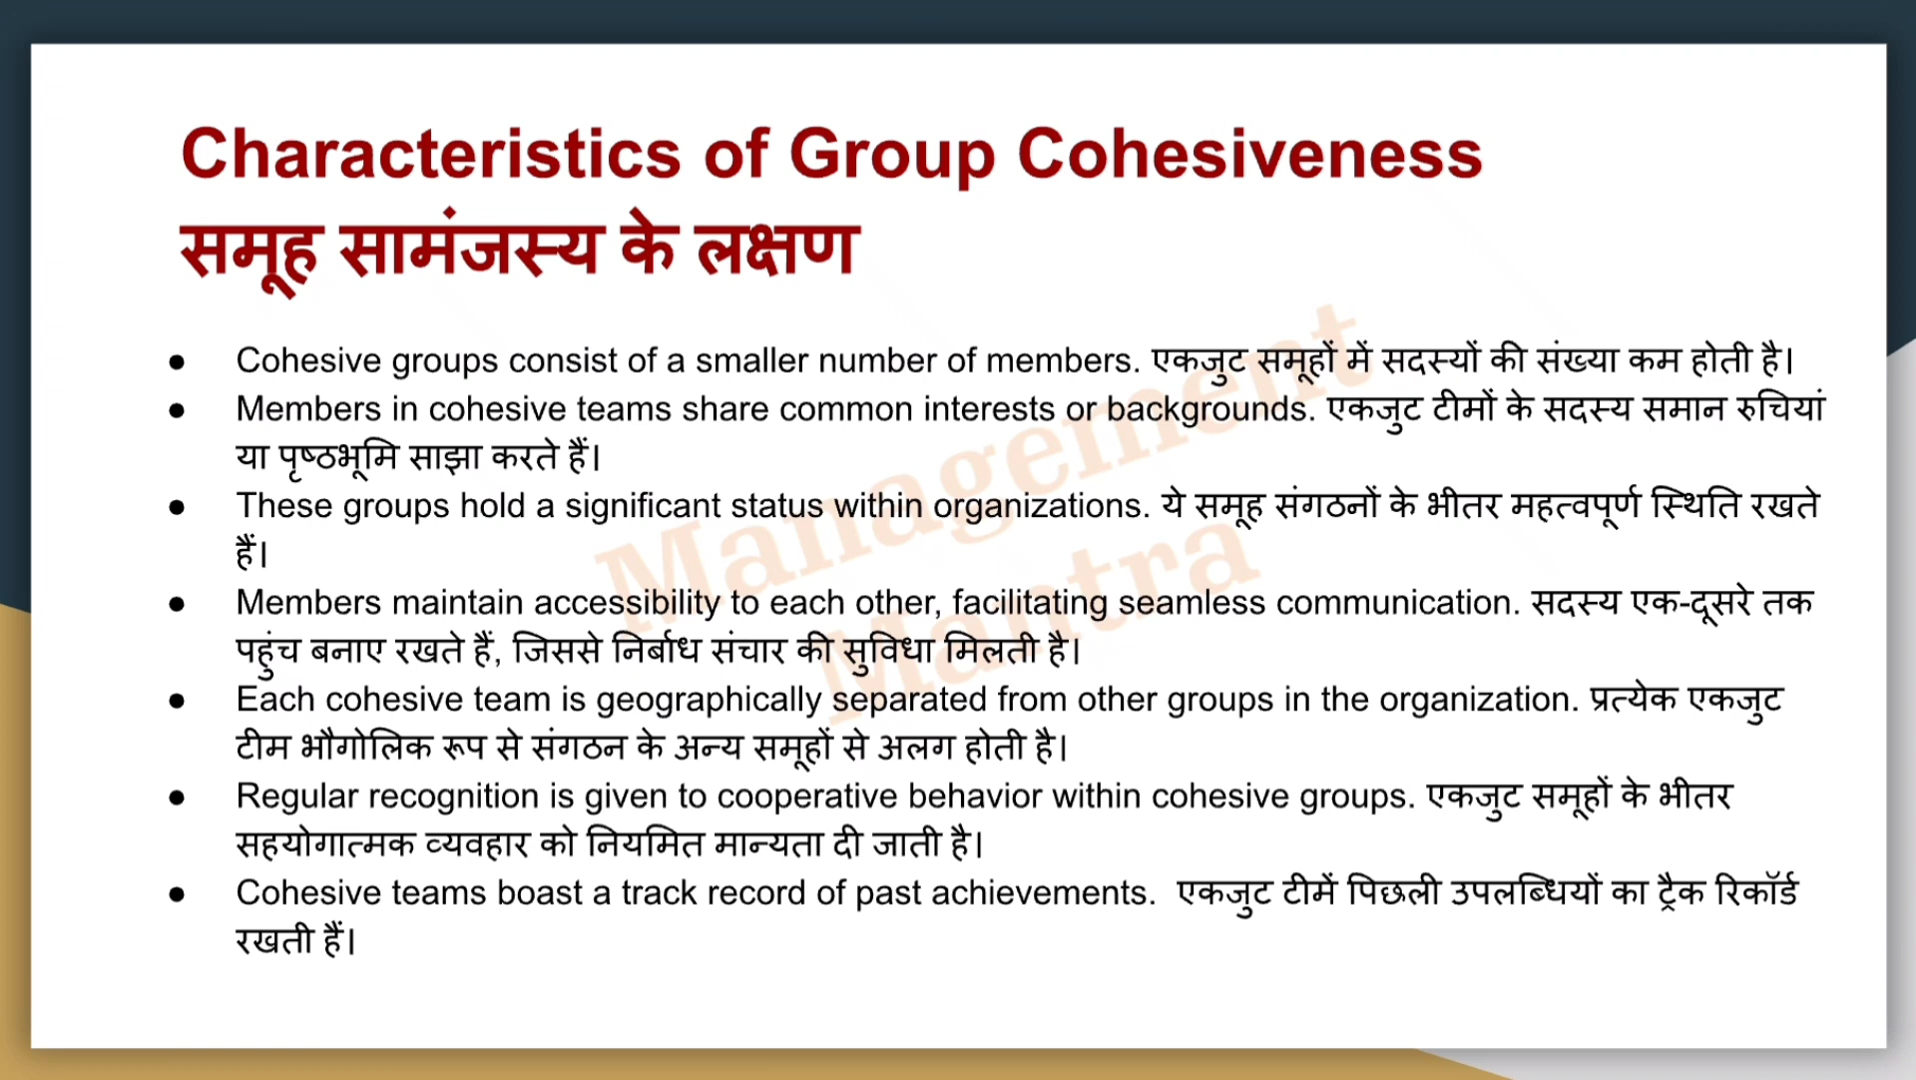 Characteristics of Group Cohesiveness
समूह सामंजस्य के लक्षण
● Cohesive groups consist of a smaller number of members. एकजुट समूहों में सदस्यों की संख्या कम होती है।
● Members in cohesive teams share common interests or backgrounds. एकजुट टीमों के सदस्य समान रुचियां
या पृष्ठभूमि साझा करते हैं।
● These groups hold a significant status within organizations. ये समूह संगठनों के भीतर महत्वपूर्ण स्थिति रखते
हैं।
● Members maintain accessibility to each other, facilitating seamless communication. सदस्य एक-दूसरे तक
पहुंच बनाए रखते हैं, जिससे निर्बाध संचार की सुविधा मिलती है।
● Each cohesive team is geographically separated from other groups in the organization. प्रत्येक एकजुट
टीम भौगोलिक रूप से संगठन के अन्य समूहों से अलग होती है।
● Regular recognition is given to cooperative behavior within cohesive groups. एकजुट समूहों के भीतर
सहयोगात्मक व्यवहार को नियमित मान्यता दी जाती है।
● Cohesive teams boast a track record of past achievements. एकजुट टीमें पिछली उपलब्धियों का ट्रैक रिकॉर्ड
रखती हैं।
Management
Mantra